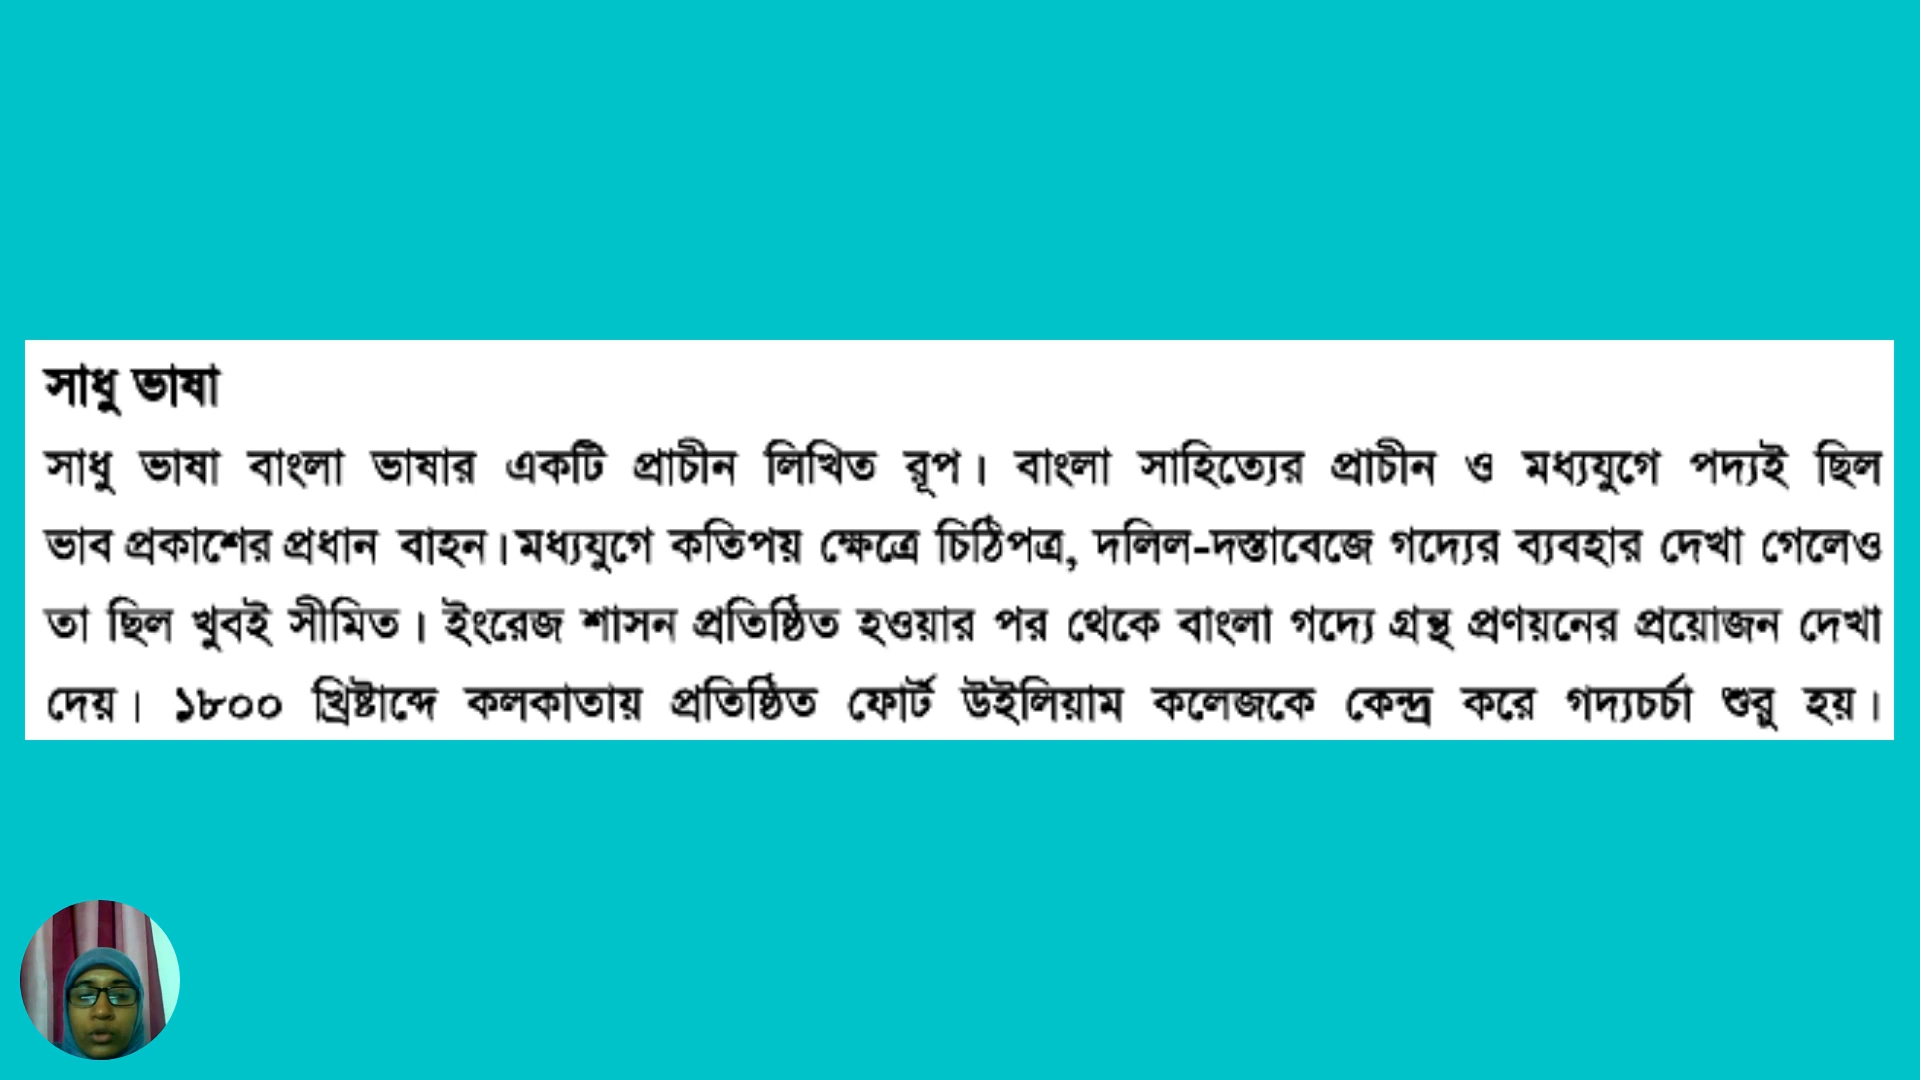 সাধু ভাষা
সাধু ভাষা বাংলা ভাষার একটি প্রাচীন লিখিত রূপ। বাংলা সাহিত্যের প্রাচীন ও মধ্যযুগে পদ্যই ছিল
ভাব প্রকাশের প্রধান বাহন। মধ্যযুগে কতিপয় ক্ষেত্রে চিঠিপত্র, দলিল-দস্তাবেজে গদ্যের ব্যবহার দেখা গেলেও
তা ছিল খুবই সীমিত। ইংরেজ শাসন প্রতিষ্ঠিত হওয়ার পর থেকে বাংলা গদ্যে গ্রন্থ প্রণয়নের প্রয়োজন দেখা
দেয়। ১৮০০ খ্রিষ্টাব্দে কলকাতায় প্রতিষ্ঠিত ফোর্ট উইলিয়াম কলেজকে কেন্দ্র করে গদ্যচর্চা শুরু হয়।